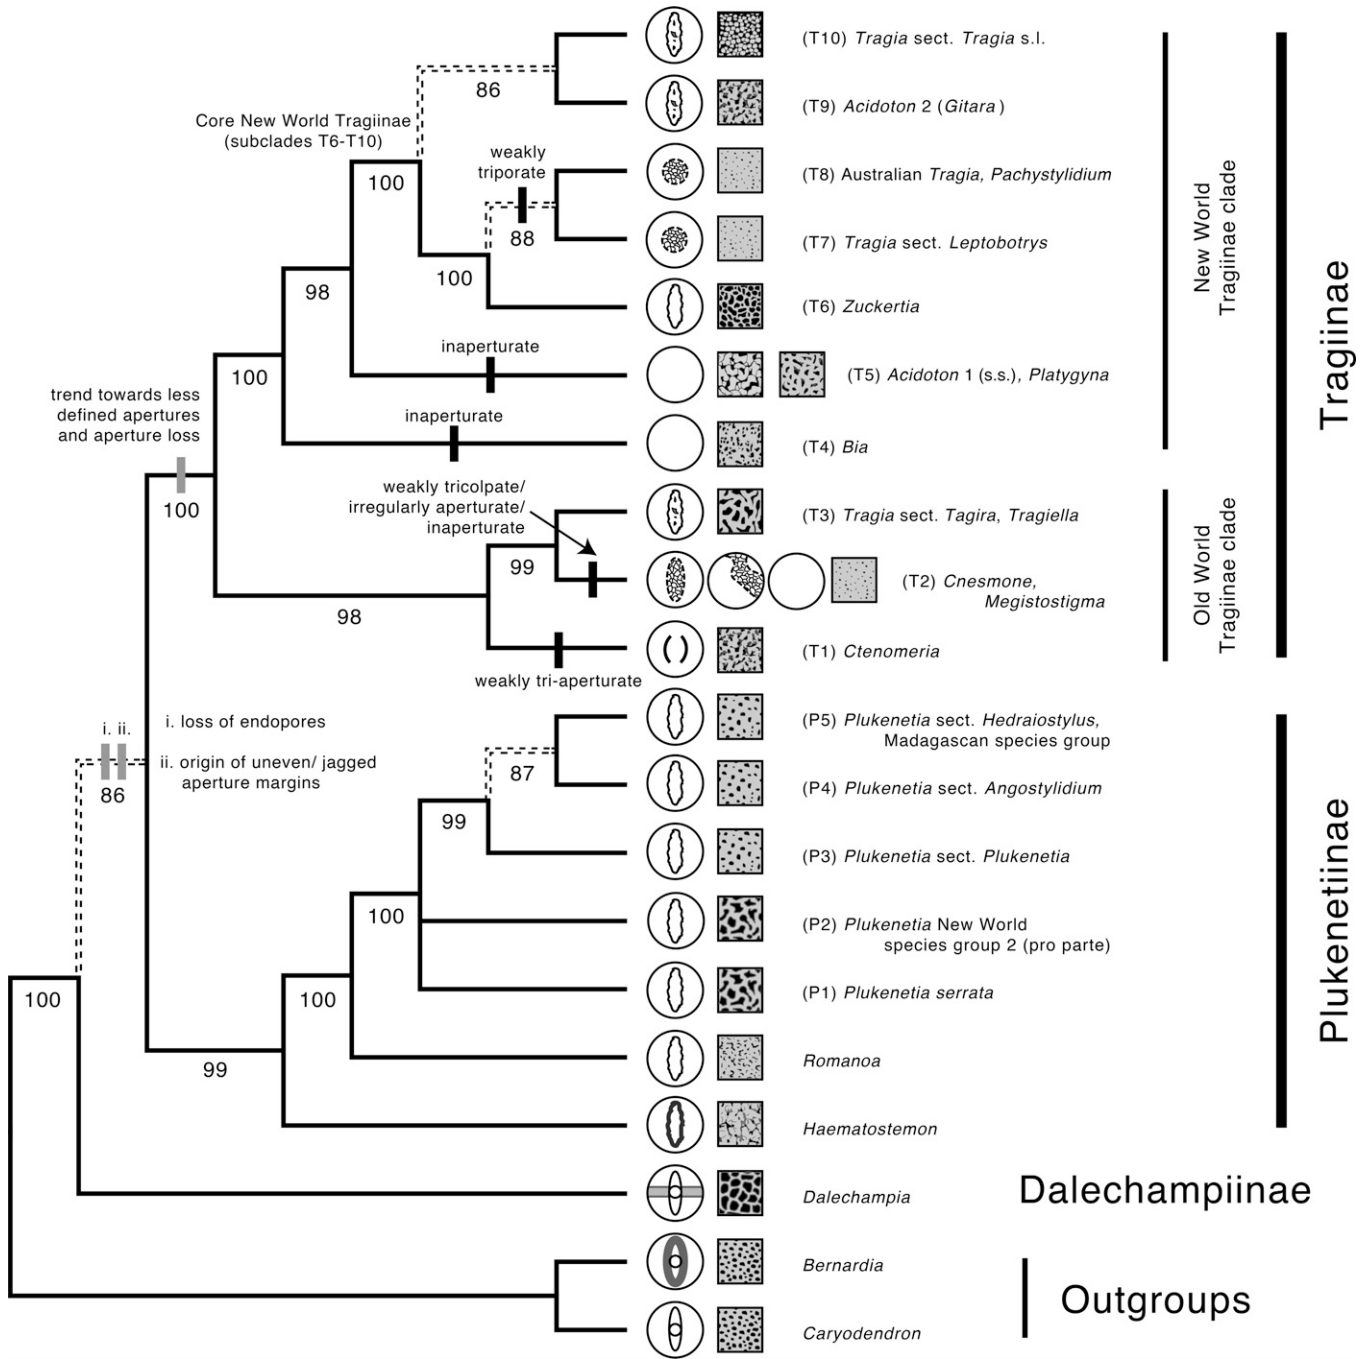 (T10) Tragia sect. Tragia s.l.
86
(T9) Acidoton 2 (Gitara)
Core New World Tragiinae
(subclades T6-T10)
weakly
triporate
100
(T8) Australian Tragia, Pachystylidium
88
(T7) Tragia sect. Leptobotrys
100
98
(T6) Zuckertia
inaperturate
100
(T5) Acidoton 1 (s.s.), Platygyna
trend towards less
defined apertures
and aperture loss
inaperturate
(T4) Bia
100
weakly tricolpate/
irregularly aperturate/
inaperturate
(T3) Tragia sect. Tagira, Tragiella
99
(T2) Cnesmone,
Megistostigma
98
(T1) Ctenomeria
weakly tri-aperturate
New World
Tragiinae clade
Old World
Tragiinae clade
Tragiinae
i. ii.
i. loss of endopores
ii. origin of uneven/ jagged
aperture margins
86
(P5) Plukenetia sect. Hedraiostylus,
Madagascan species group
87
(P4) Plukenetia sect. Angostylidium
99
(P3) Plukenetia sect. Plukenetia
100
(P2) Plukenetia New World
species group 2 (pro parte)
100
100
(P1) Plukenetia serrata
99
Romanoa
Haematostemon
Plukenetiinae
Dalechampia
Dalechampiinae
Bernardia
Outgroups
Caryodendron